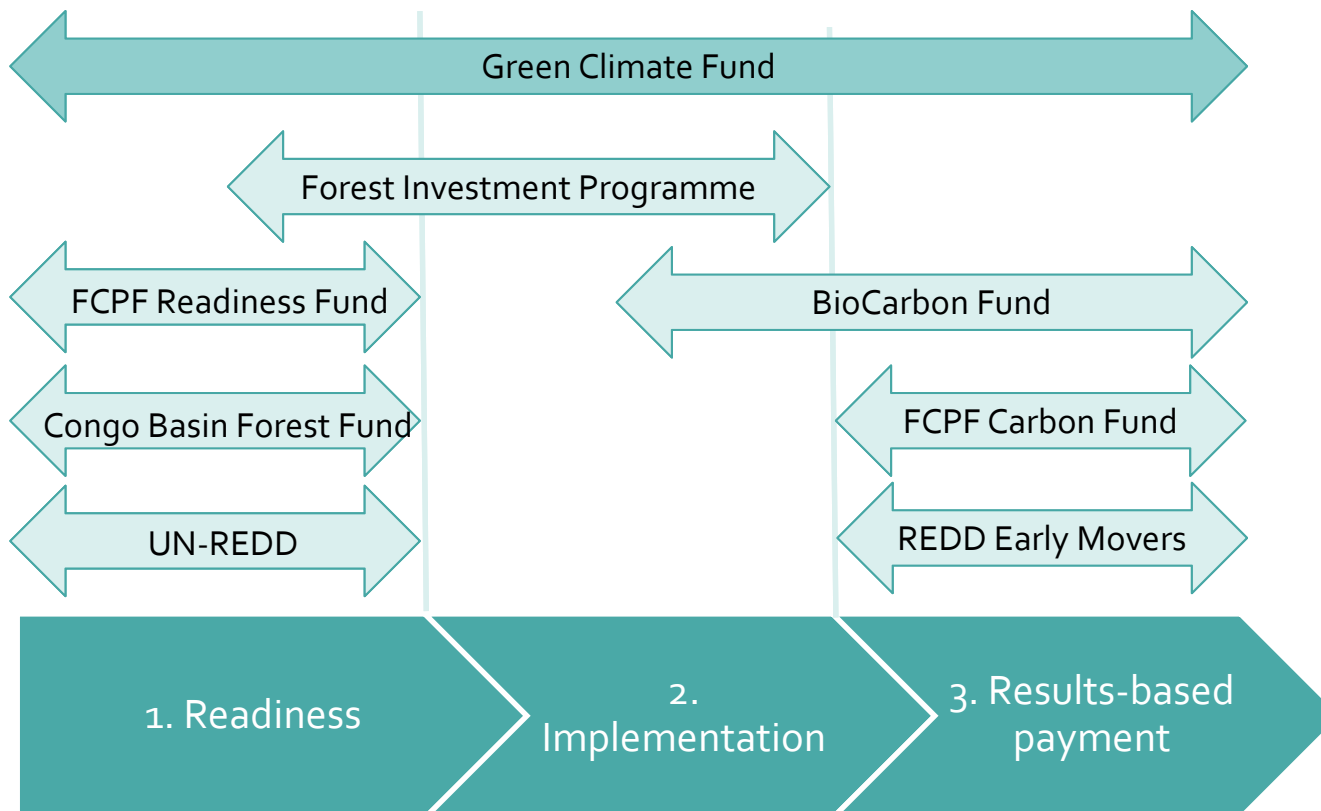 Green Climate Fund
Forest Investment Programme
FCPF Readiness Fund
BioCarbon Fund
Congo Basin Forest Fund
FCPF Carbon Fund
UN-REDD
REDD Early Movers
1. Readiness
2.
Implementation
3. Results-based
payment